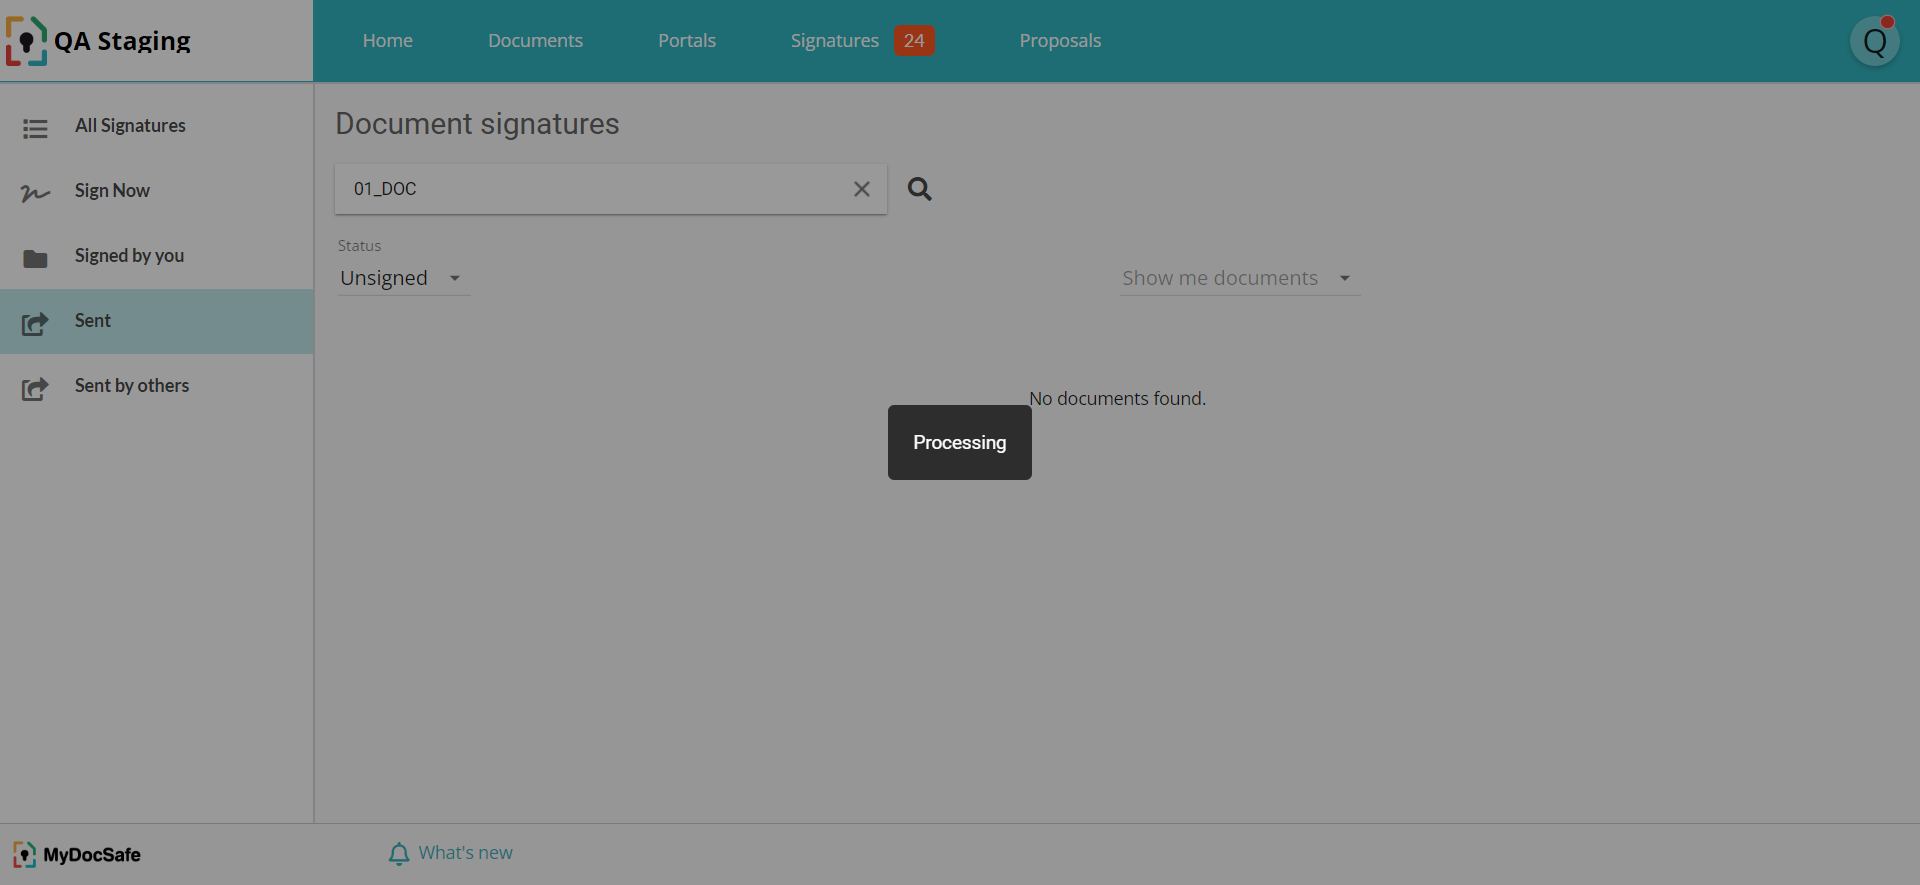 QA Staging
Home
Documents
Portals
Signatures 24
Proposals
Q
All Signatures
Sign Now
Signed by you
Sent
Sent by others
Document signatures
01_DOC
Status
Unsigned
Show me documents
No documents found.
Processing
MyDocSafe
What's new